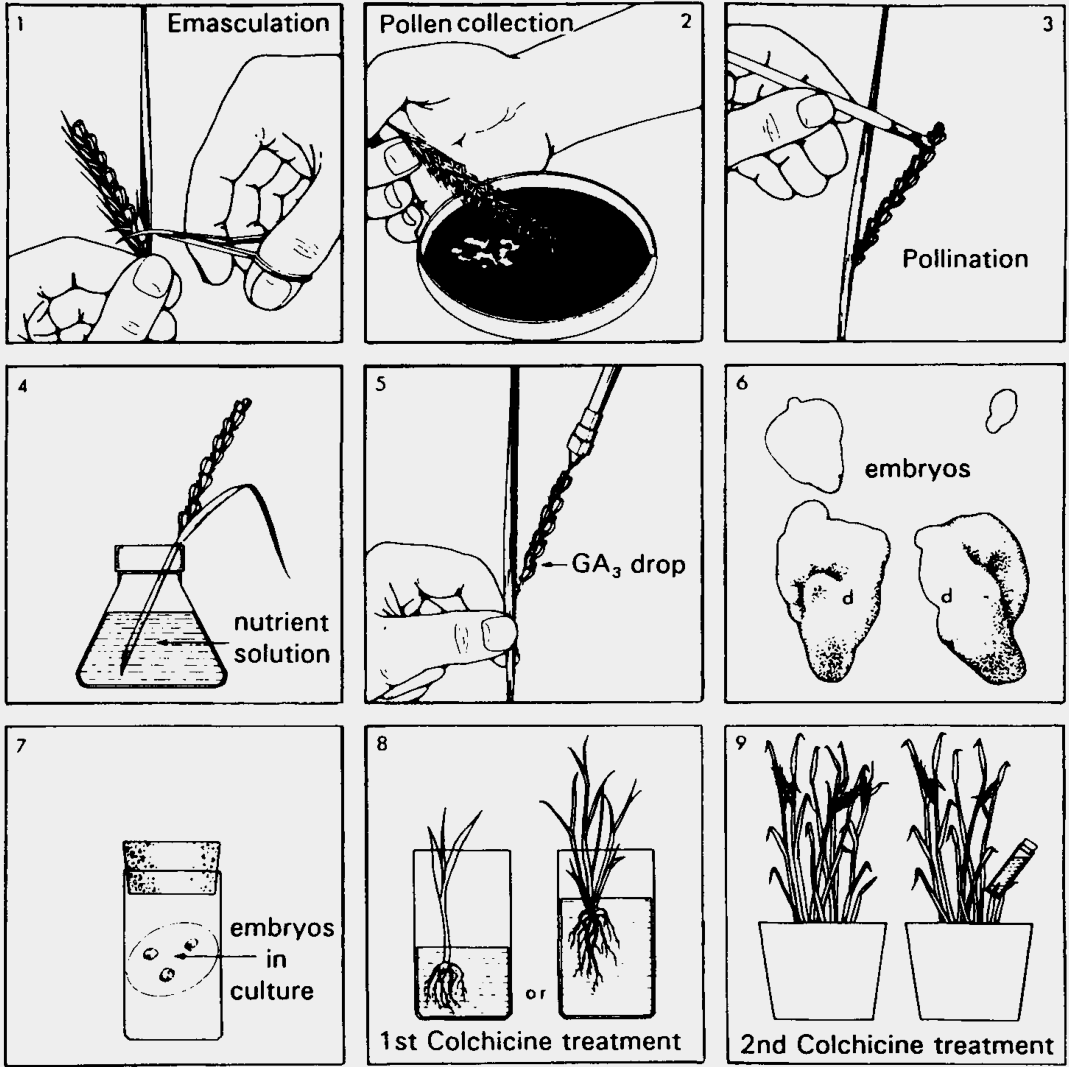 1
Emasculation
Pollen collection
2
3
Pollination
4
nutrient
solution
5
GA₃ drop
6
embryos
d
d
7
embryos
in
culture
8
or
1st Colchicine treatment
9
2nd Colchicine treatment